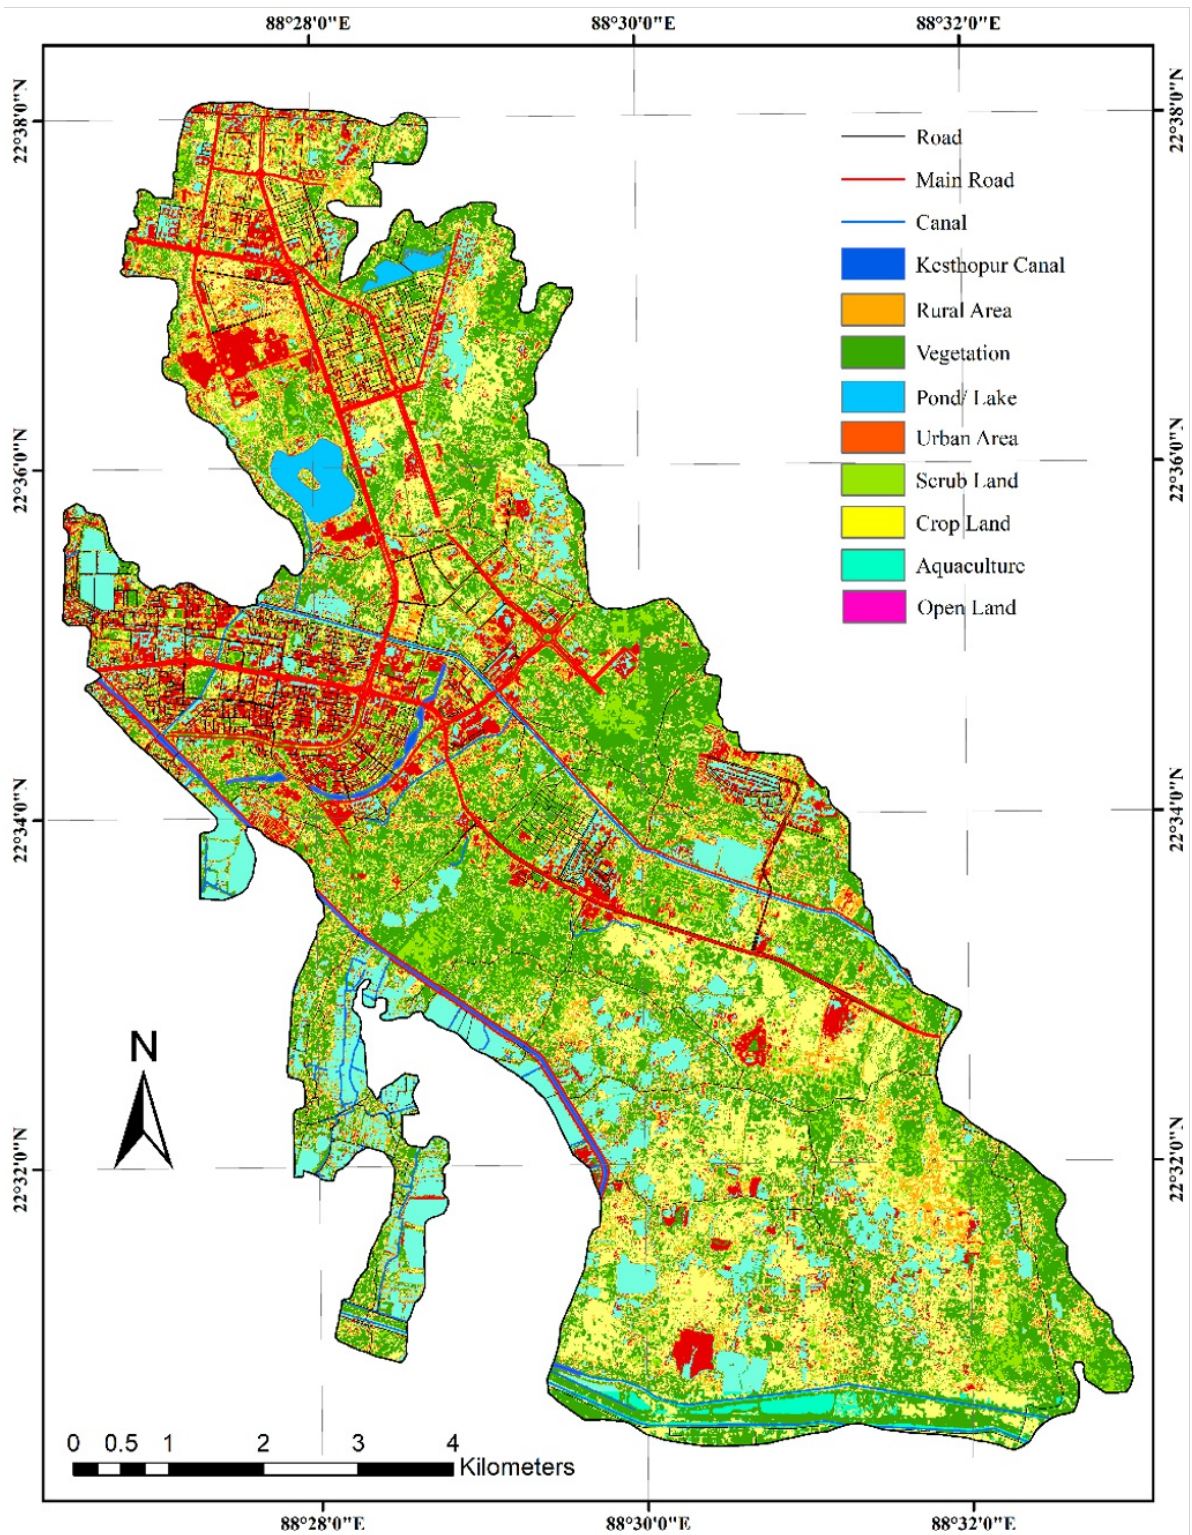 88°28'0"E 88°30'0"E 88°32'0"E
22°38'0"N 22°38'0"N
Road
Main Road
Canal
Kesthopur Canal
Rural Area
Vegetation
Pond/ Lake
Urban Area
Scrub Land
Crop Land
Aquaculture
Open Land
22°36'0"N 22°36'0"N
22°34'0"N 22°34'0"N
N
22°32'0"N 22°32'0"N
0 0.5 1 2 3 4
Kilometers
88°28'0"E 88°30'0"E 88°32'0"E